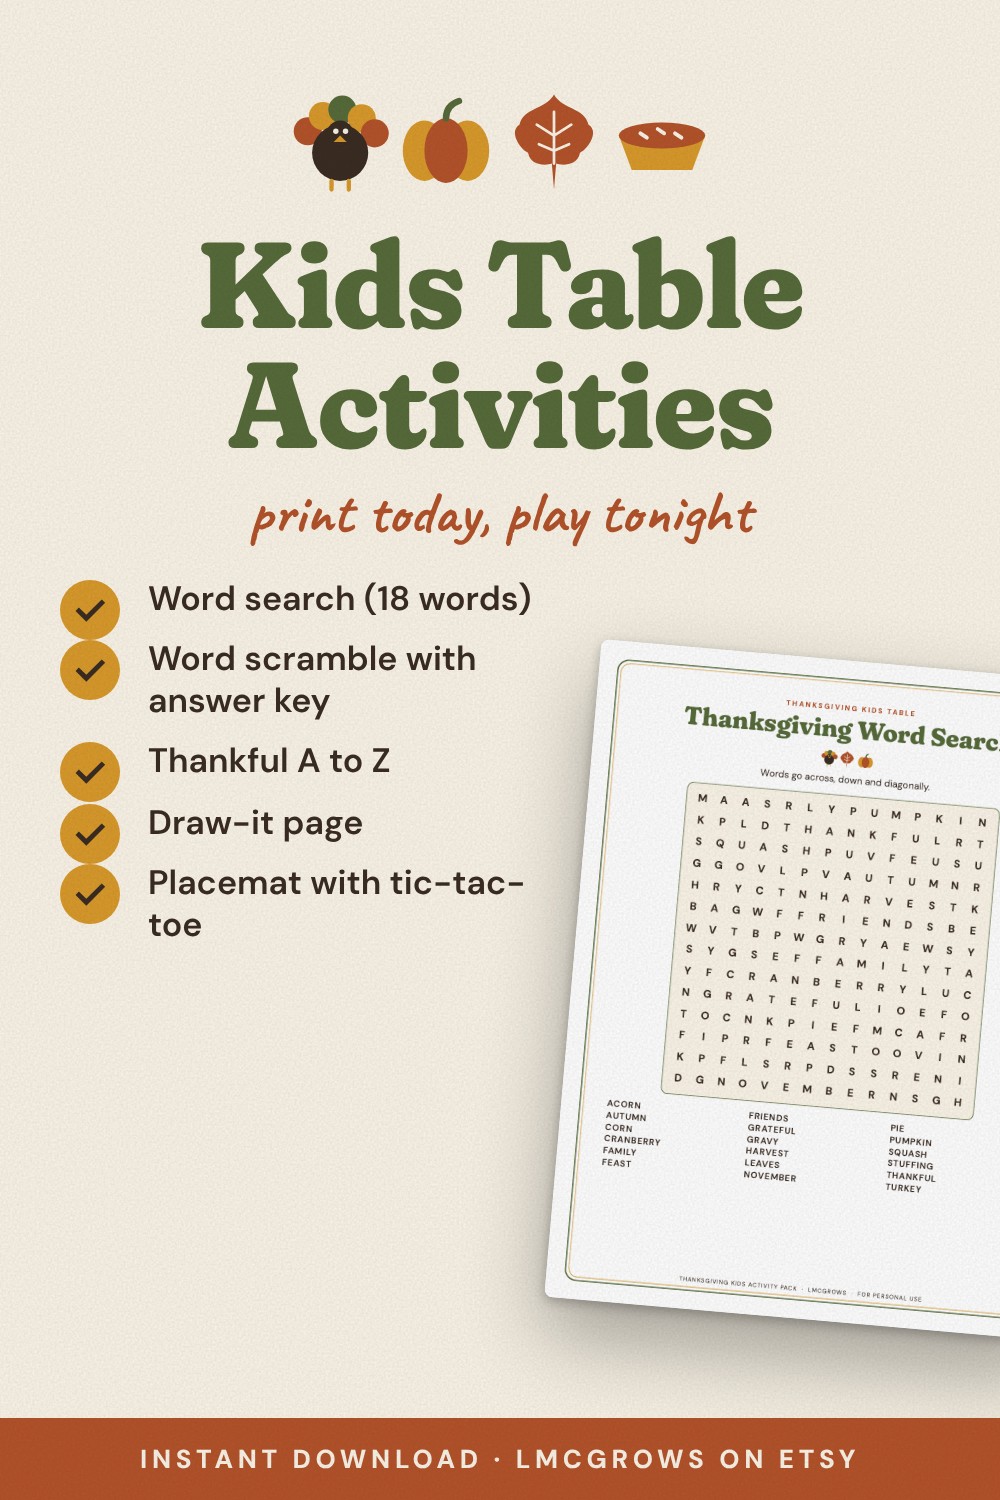 Kids Table
Activities
print today, play tonight
Word search (18 words)
Word scramble with
answer key
Thankful A to Z
Draw-it page
Placemat with tic-tac-
toe
THANKSGIVING KIDS TABLE
Thanksgiving Word Searc
Words go across, down and diagonally.
M A A S R L Y P U M P K I N
K P L D T H A N K F U L R T
S Q U A S H P U V F E U S U
G G O V L P V A U T U M N R
H R Y C T N H A R V E S T K
B A G W F F R I E N D S B E
W V T B P W G R Y A E W S Y
S Y G S E F F A M I L Y T A
Y F C R A N B E R R Y L U C
N G R A T E F U L I O E F O
T O C N K P I E F M C A F R
F I P R F E A S T O O V I N
K P F L S R P D S S R E N I
D G N O V E M B E R N S G H
ACORN
AUTUMN
CORN
CRANBERRY
FAMILY
FEAST
FRIENDS
GRATEFUL
GRAVY
HARVEST
LEAVES
NOVEMBER
PIE
PUMPKIN
SQUASH
STUFFING
THANKFUL
TURKEY
THANKSGIVING KIDS ACTIVITY PACK · LMCGROWS · FOR PERSONAL USE
INSTANT DOWNLOAD · LMCGROWS ON ETSY